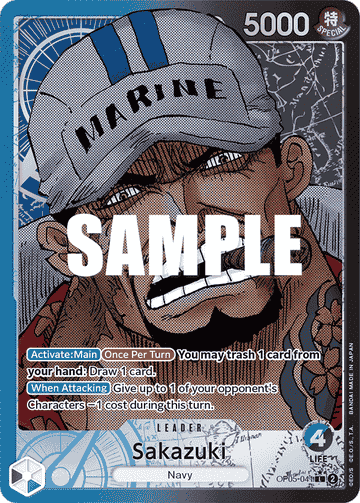 5000
特
SPECIAL
MARINE
SAMPLE
Activate:Main Once Per Turn You may trash 1 card from
your hand: Draw 1 card.
When Attacking Give up to 1 of your opponent's
Characters −1 cost during this turn.
LEADER
Sakazuki
Navy
4
LIFE
L
2
BANDAI MADE IN JAPAN